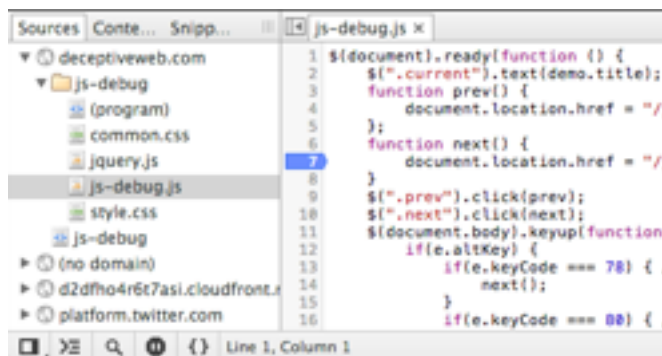 Sources Conte... Snipp...
js-debug.js ×
deceptiveweb.com
js-debug
(program)
common.css
jquery.js
js-debug.js
style.css
js-debug
(no domain)
d2dfho4r6t7asi.cloudfront.r
platform.twitter.com
1 $(document).ready(function () {
2 $(".current").text(demo.title);
3 function prev() {
4 document.location.href = "/
5 };
6 function next() {
7 document.location.href = "/
8 }
9 $(".prev").click(prev);
10 $(".next").click(next);
11 $(document.body).keyup(function
12 if(e.altKey) {
13 if(e.keyCode === 78) {
14 next();
15 }
16 if(e.keyCode === 80) {
{} Line 1, Column 1